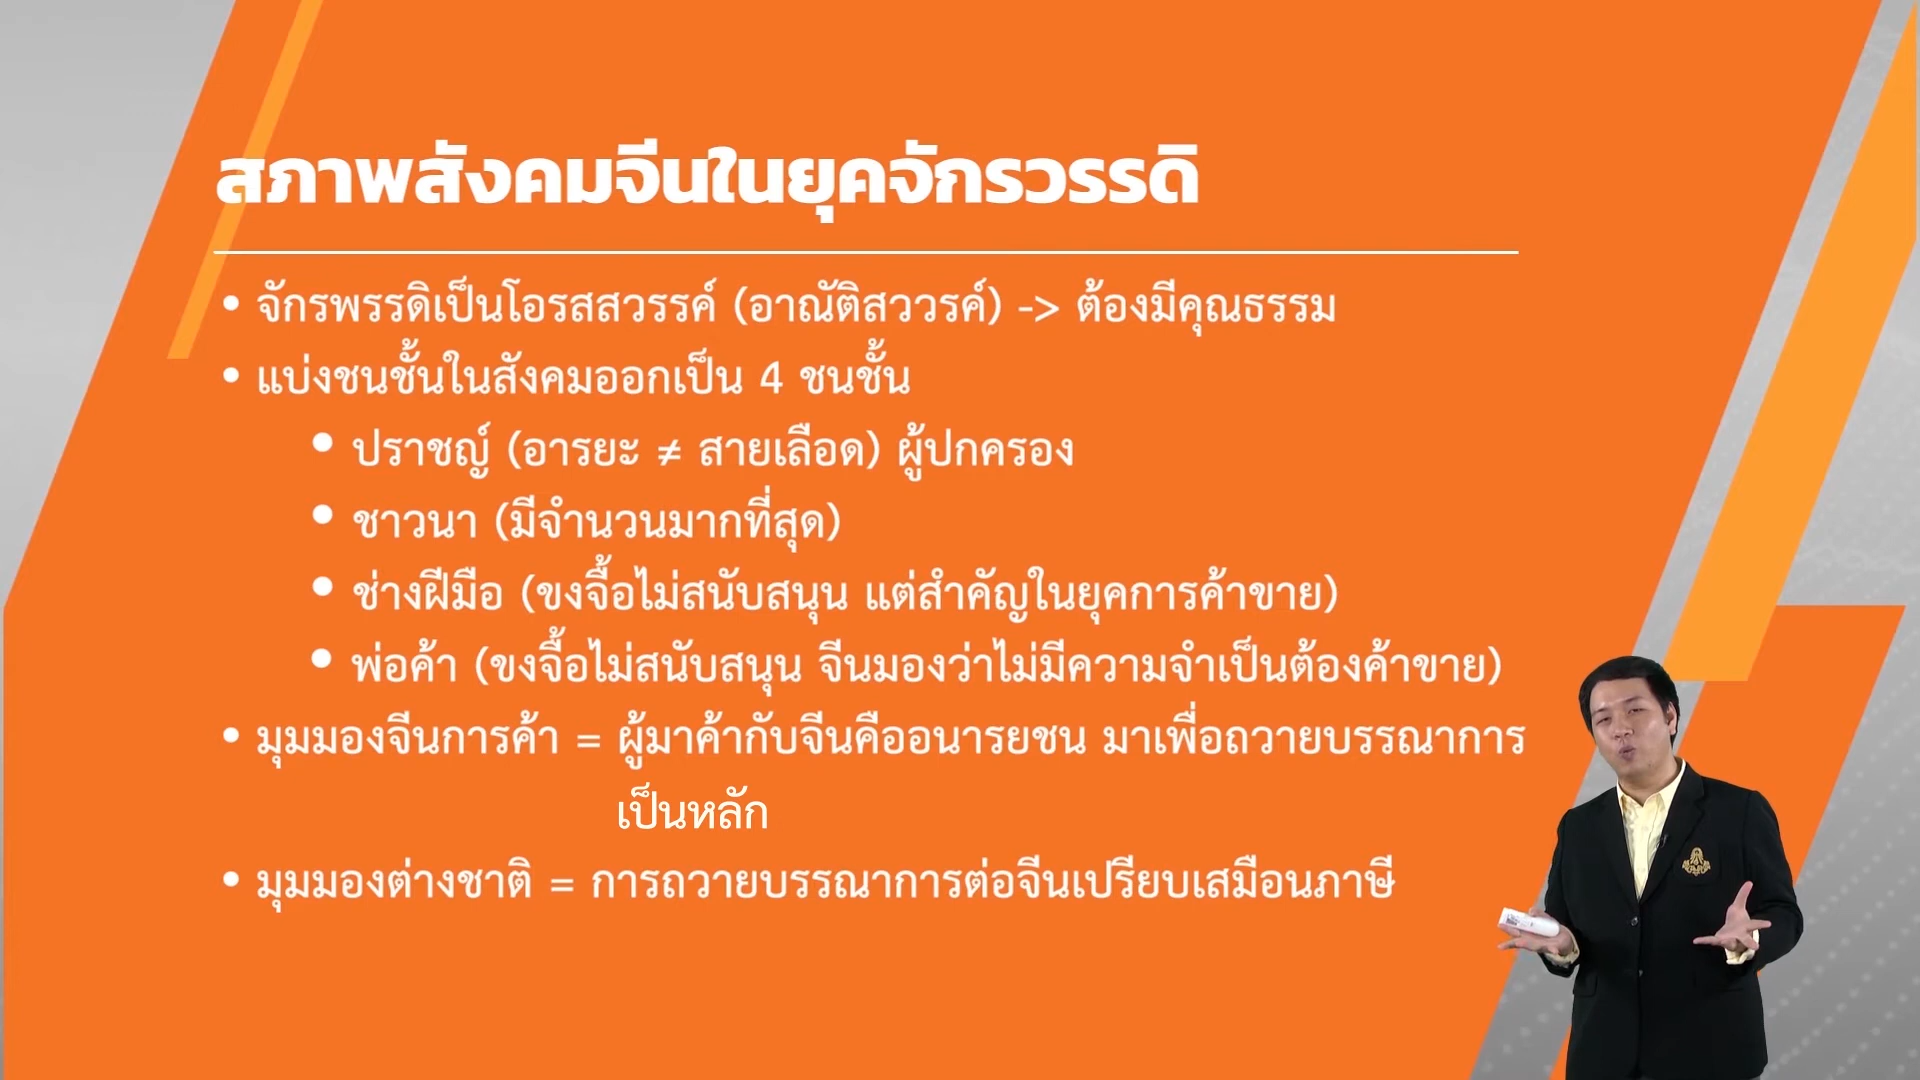 สภาพสังคมจีนในยุคจักรวรรดิ
• จักรพรรดิเป็นโอรสสวรรค์ (อาณัติสววรค์) -> ต้องมีคุณธรรม
• แบ่งชนชั้นในสังคมออกเป็น 4 ชนชั้น
• ปราชญ์ (อารยะ ≠ สายเลือด) ผู้ปกครอง
• ชาวนา (มีจำนวนมากที่สุด)
• ช่างฝีมือ (ขงจื้อไม่สนับสนุน แต่สำคัญในยุคการค้าขาย)
• พ่อค้า (ขงจื้อไม่สนับสนุน จีนมองว่าไม่มีความจำเป็นต้องค้าขาย)
• มุมมองจีนการค้า = ผู้มาค้ากับจีนคืออนารยชน มาเพื่อถวายบรรณาการ
เป็นหลัก
• มุมมองต่างชาติ = การถวายบรรณาการต่อจีนเปรียบเสมือนภาษี